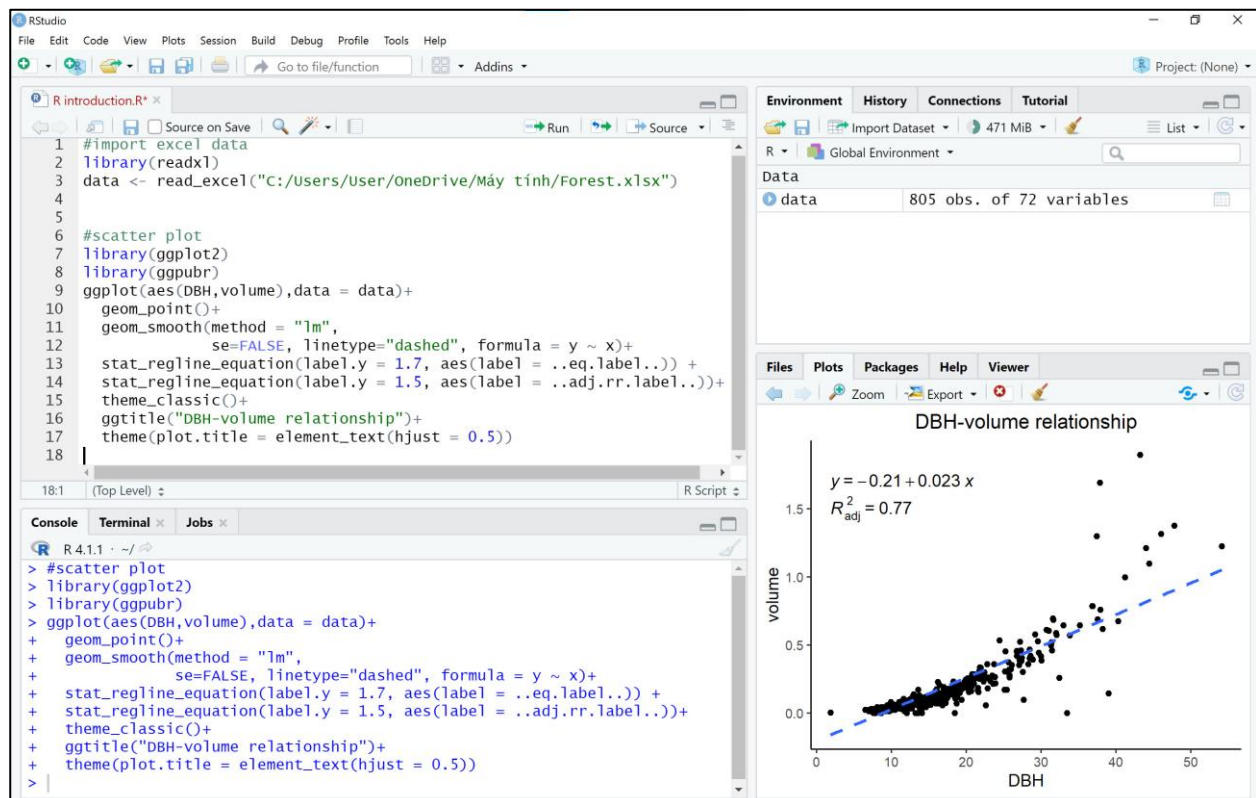 RStudio
File Edit Code View Plots Session Build Debug Profile Tools Help
Go to file/function Addins Project: (None)
R introduction.R*
Source on Save Run Source
1 #import excel data
2 library(readxl)
3 data <- read_excel("C:/Users/User/OneDrive/Máy tính/Forest.xlsx")
4
5
6 #scatter plot
7 library(ggplot2)
8 library(ggpubr)
9 ggplot(aes(DBH,volume),data = data)+
10 geom_point()+
11 geom_smooth(method = "lm",
12 se=FALSE, linetype="dashed", formula = y ~ x)+
13 stat_regline_equation(label.y = 1.7, aes(label = ..eq.label..)) +
14 stat_regline_equation(label.y = 1.5, aes(label = ..adj.rr.label..))+
15 theme_classic()+
16 ggtitle("DBH-volume relationship")+
17 theme(plot.title = element_text(hjust = 0.5))
18
18:1 (Top Level) R Script
Console Terminal Jobs
R 4.1.1 · ~/
> #scatter plot
> library(ggplot2)
> library(ggpubr)
> ggplot(aes(DBH,volume),data = data)+
+ geom_point()+
+ geom_smooth(method = "lm",
+ se=FALSE, linetype="dashed", formula = y ~ x)+
+ stat_regline_equation(label.y = 1.7, aes(label = ..eq.label..)) +
+ stat_regline_equation(label.y = 1.5, aes(label = ..adj.rr.label..))+
+ theme_classic()+
+ ggtitle("DBH-volume relationship")+
+ theme(plot.title = element_text(hjust = 0.5))
>
Environment History Connections Tutorial
Import Dataset 471 MiB List
R Global Environment
Data
data 805 obs. of 72 variables
Files Plots Packages Help Viewer
Zoom Export
DBH-volume relationship
y = −0.21 + 0.023 x
R²adj = 0.77
1.5
1.0
0.5
0.0
volume
0 10 20 30 40 50
DBH